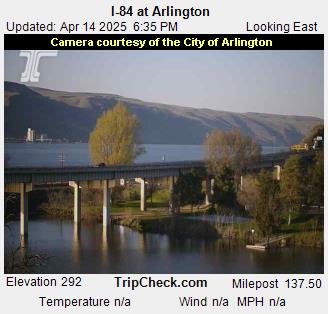 I-84 at Arlington
Updated: Apr 14 2025 6:35 PM Looking East
Camera courtesy of the City of Arlington
Elevation 292 TripCheck.com Milepost 137.50
Temperature n/a Wind n/a MPH n/a